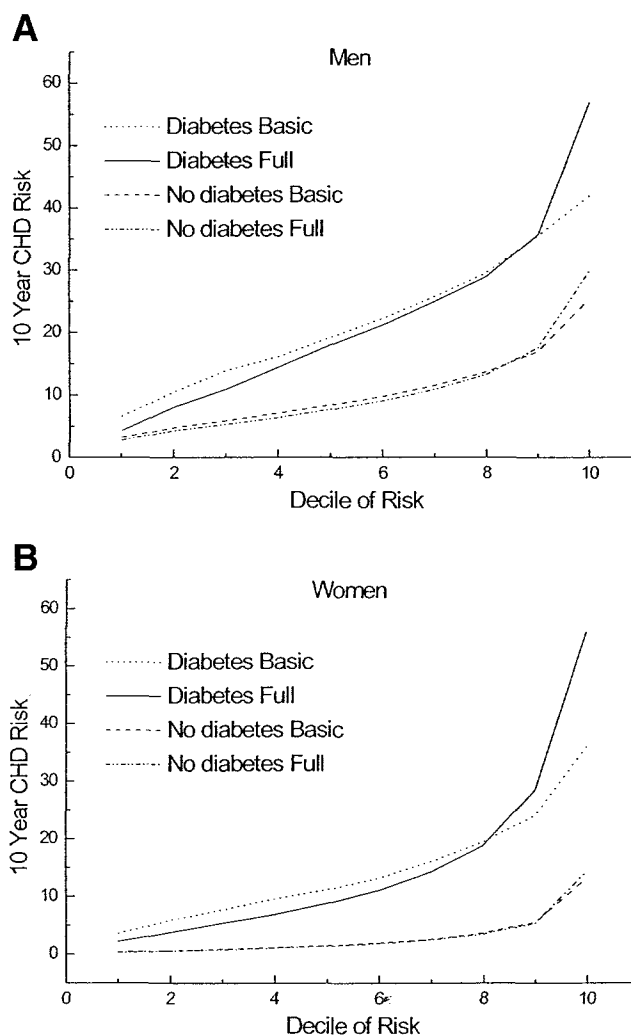 A
Men
60
50
40
30
20
10
0
10 Year CHD Risk
Diabetes Basic
Diabetes Full
No diabetes Basic
No diabetes Full
0 2 4 6 8 10
Decile of Risk
B
Women
60
50
40
30
20
10
0
10 Year CHD Risk
Diabetes Basic
Diabetes Full
No diabetes Basic
No diabetes Full
0 2 4 6 8 10
Decile of Risk